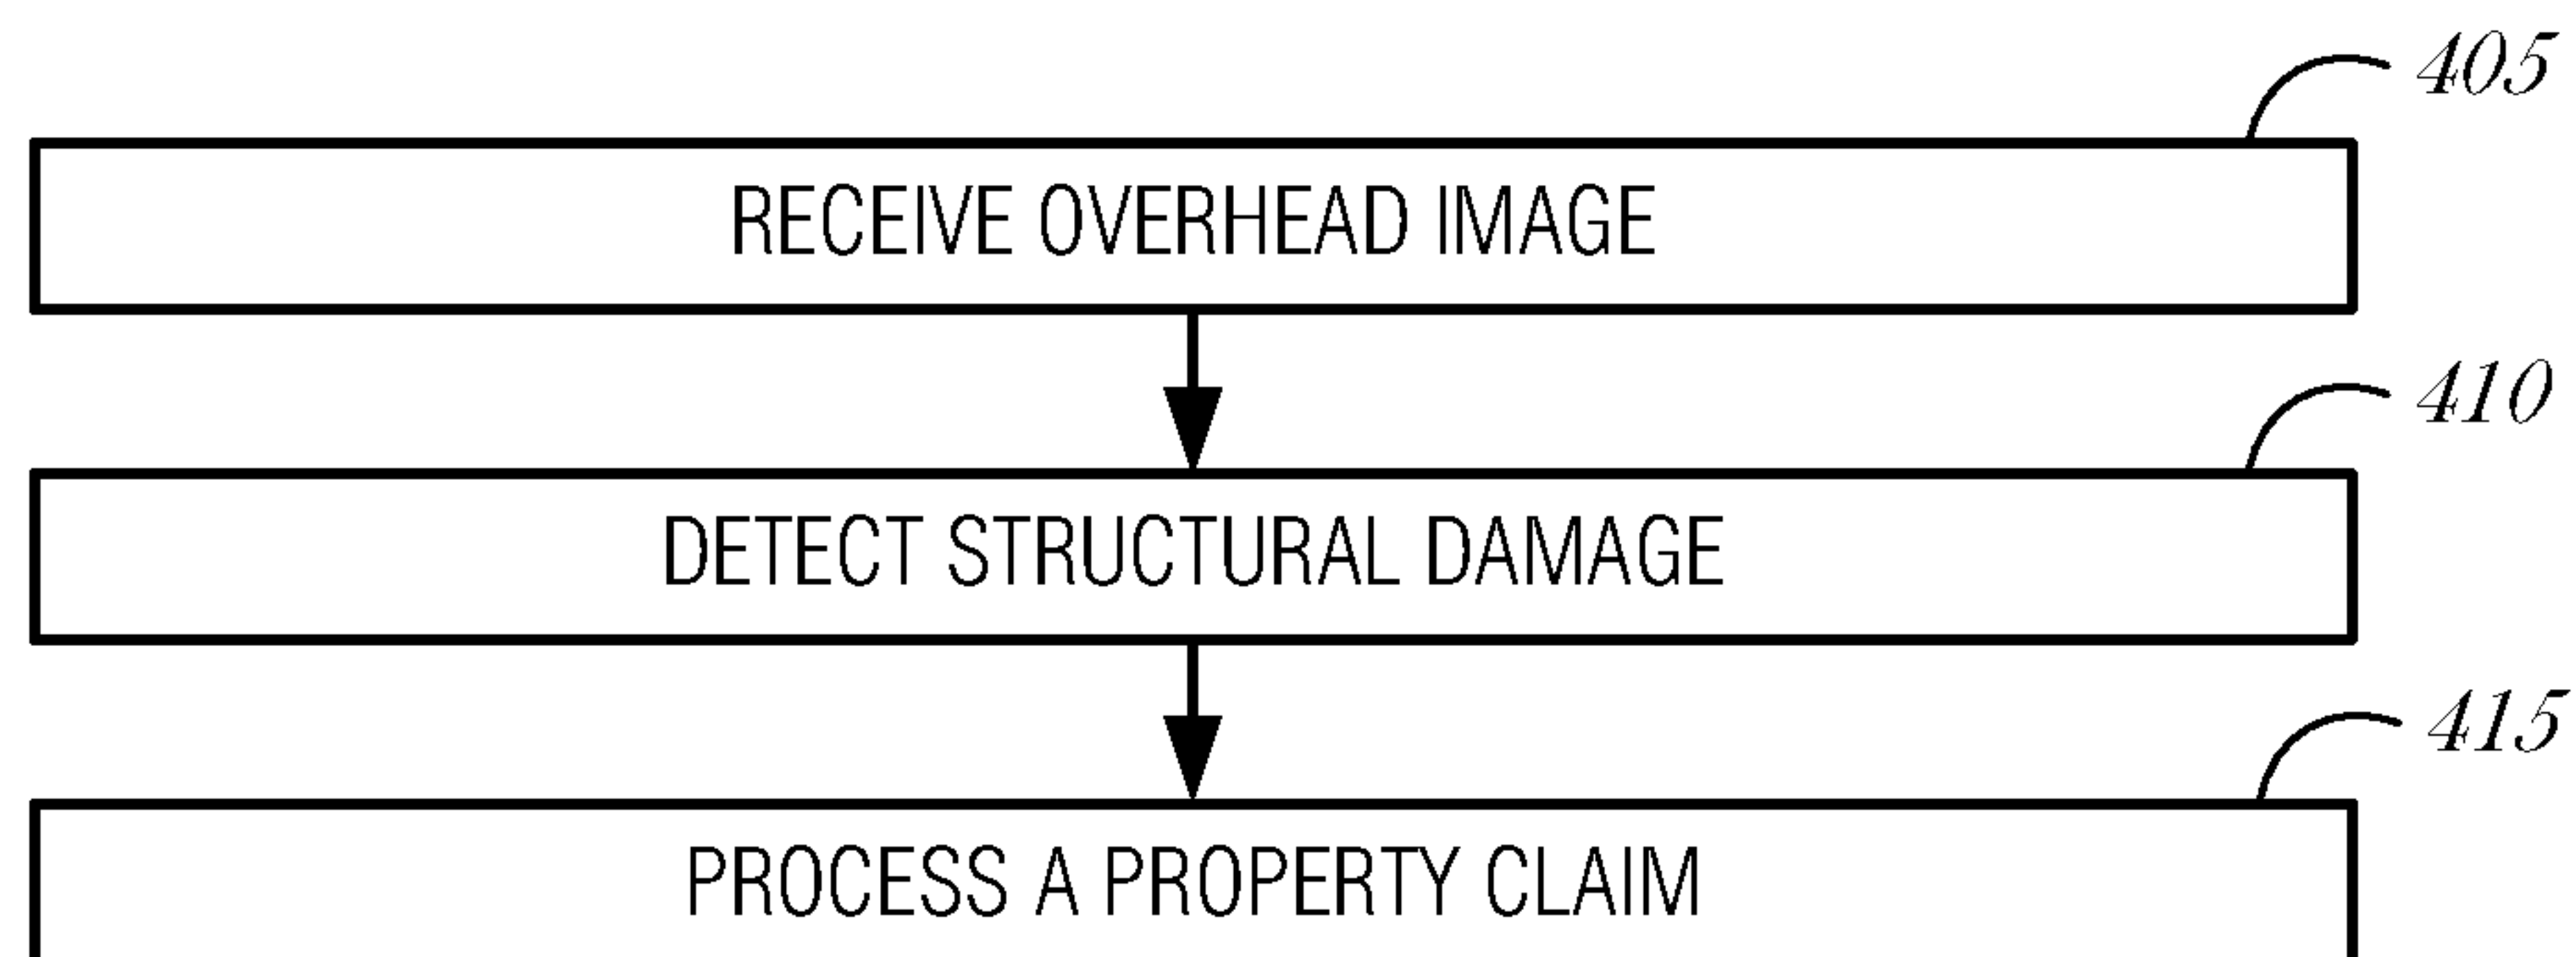 405
RECEIVE OVERHEAD IMAGE
410
DETECT STRUCTURAL DAMAGE
415
PROCESS A PROPERTY CLAIM